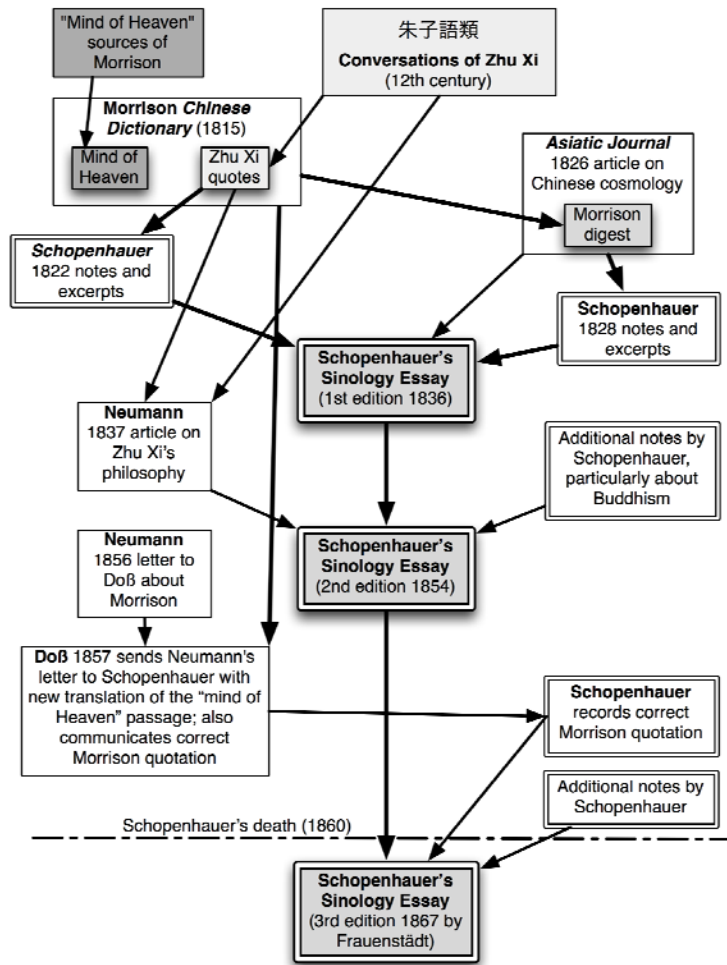 "Mind of Heaven"
sources of
Morrison
朱子語類
Conversations of Zhu Xi
(12th century)
Morrison Chinese
Dictionary (1815)
Mind of
Heaven
Zhu Xi
quotes
Asiatic Journal
1826 article on
Chinese cosmology
Morrison
digest
Schopenhauer
1822 notes and
excerpts
Schopenhauer
1828 notes and
excerpts
Schopenhauer's
Sinology Essay
(1st edition 1836)
Neumann
1837 article on
Zhu Xi's
philosophy
Additional notes by
Schopenhauer,
particularly about
Buddhism
Schopenhauer's
Sinology Essay
(2nd edition 1854)
Neumann
1856 letter to
Doß about
Morrison
Doß 1857 sends Neumann's
letter to Schopenhauer with
new translation of the “mind of
Heaven” passage; also
communicates correct
Morrison quotation
Schopenhauer
records correct
Morrison quotation
Additional notes by
Schopenhauer
Schopenhauer's death (1860)
Schopenhauer's
Sinology Essay
(3rd edition 1867 by
Frauenstädt)